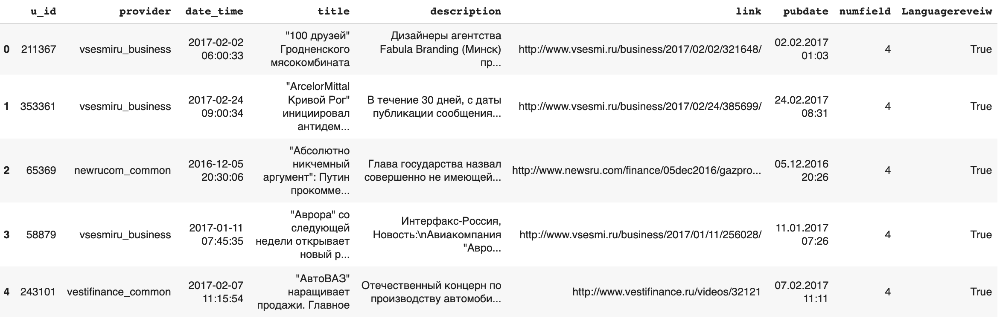 u_id provider date_time title description link pubdate numfield Languagereveiw
0 211367 vsesmiru_business 2017-02-02 06:00:33 "100 друзей" Гродненского мясокомбината Дизайнеры агентства Fabula Branding (Минск) пр... http://www.vsesmi.ru/business/2017/02/02/321648/ 02.02.2017 01:03 4 True
1 353361 vsesmiru_business 2017-02-24 09:00:34 "ArcelorMittal Кривой Рог" инициировал антидем... В течение 30 дней, с даты публикации сообщения... http://www.vsesmi.ru/business/2017/02/24/385699/ 24.02.2017 08:31 4 True
2 65369 newrucom_common 2016-12-05 20:30:06 "Абсолютно никчемный аргумент": Путин прокомме... Глава государства назвал совершенно не имеющей... http://www.newsru.com/finance/05dec2016/gazpro... 05.12.2016 20:26 4 True
3 58879 vsesmiru_business 2017-01-11 07:45:35 "Аврора" со следующей недели открывает новый р... Интерфакс-Россия, Новость:\nАвиакомпания "Авро... http://www.vsesmi.ru/business/2017/01/11/256028/ 11.01.2017 07:26 4 True
4 243101 vestifinance_common 2017-02-07 11:15:54 "АвтоВАЗ" наращивает продажи. Главное Отечественный концерн по производству автомоби... http://www.vestifinance.ru/videos/32121 07.02.2017 11:11 4 True